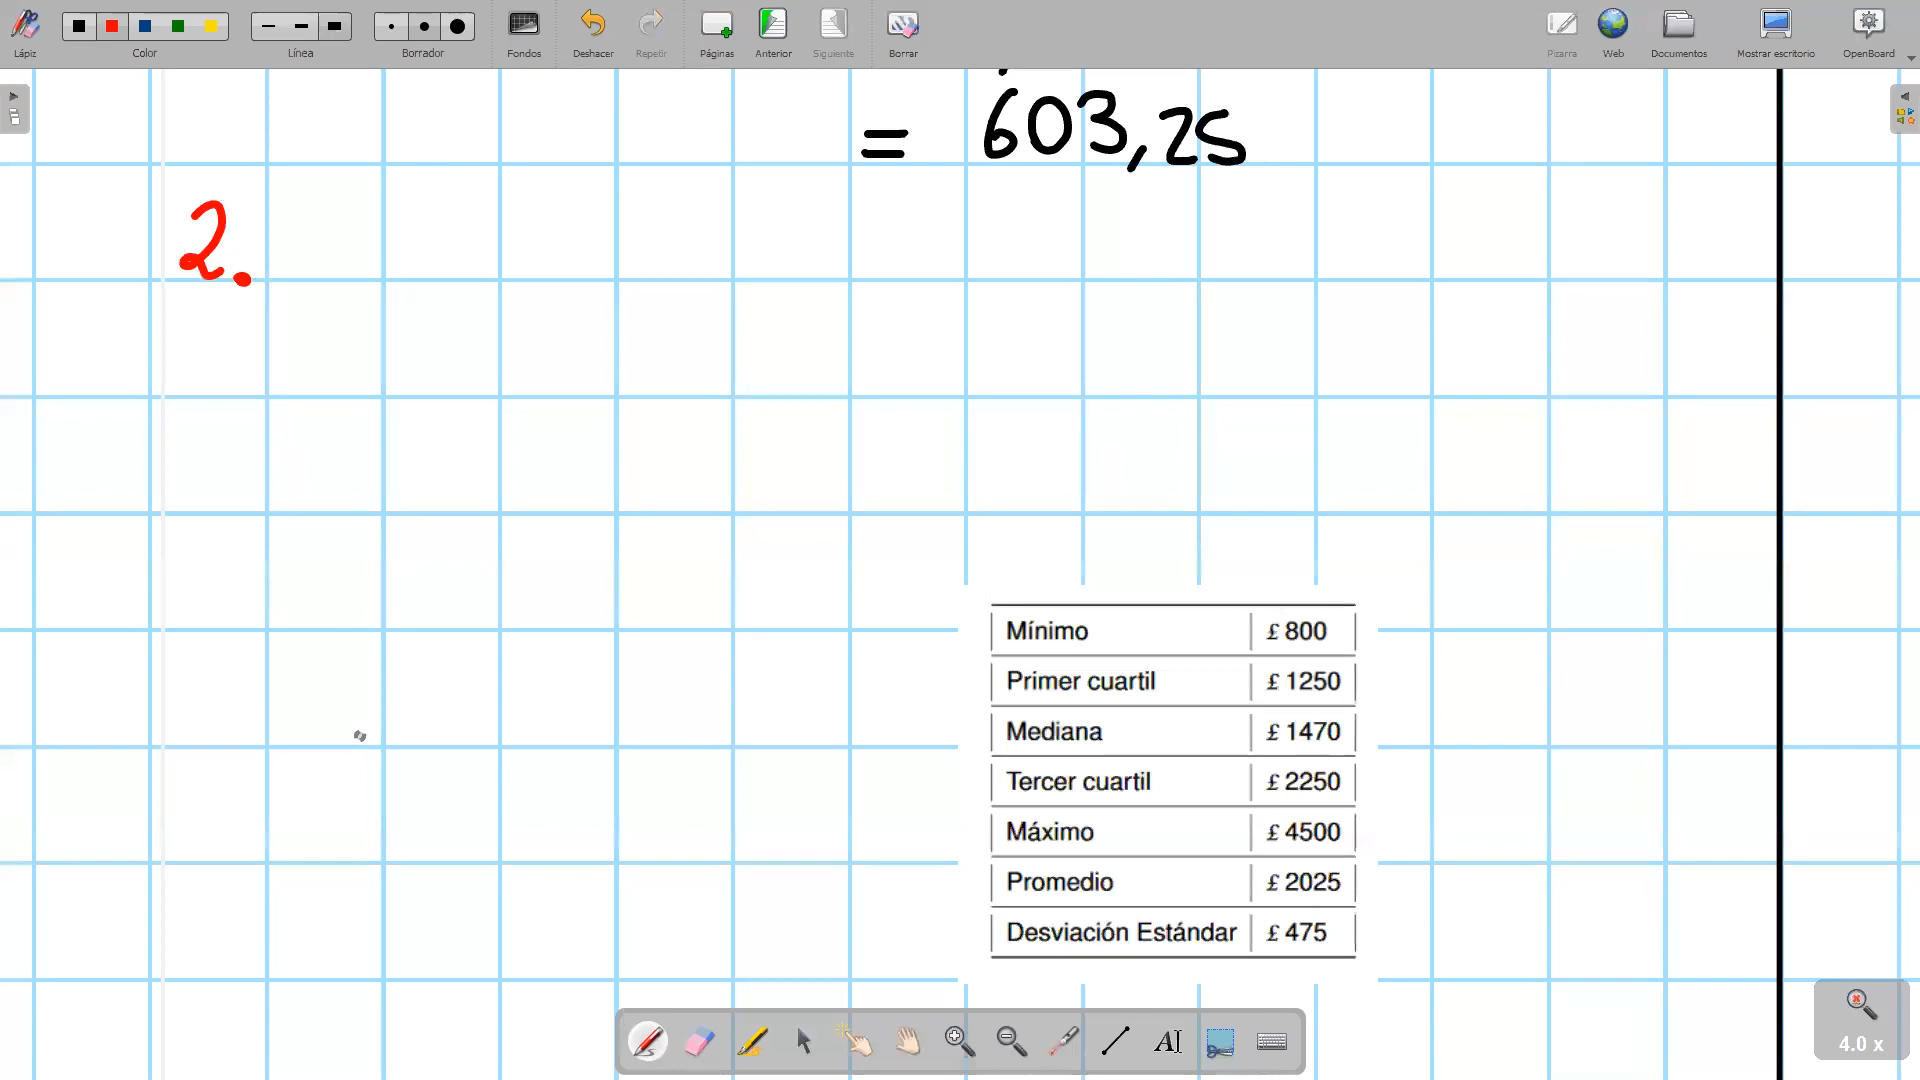 Lápiz Color Línea Borrador Fondos Deshacer Repetir Páginas Anterior Siguiente Borrar Pizarra Web Documentos Mostrar escritorio OpenBoard
= 603,25
2.
Mínimo £ 800
Primer cuartil £ 1250
Mediana £ 1470
Tercer cuartil £ 2250
Máximo £ 4500
Promedio £ 2025
Desviación Estándar £ 475
4.0 x